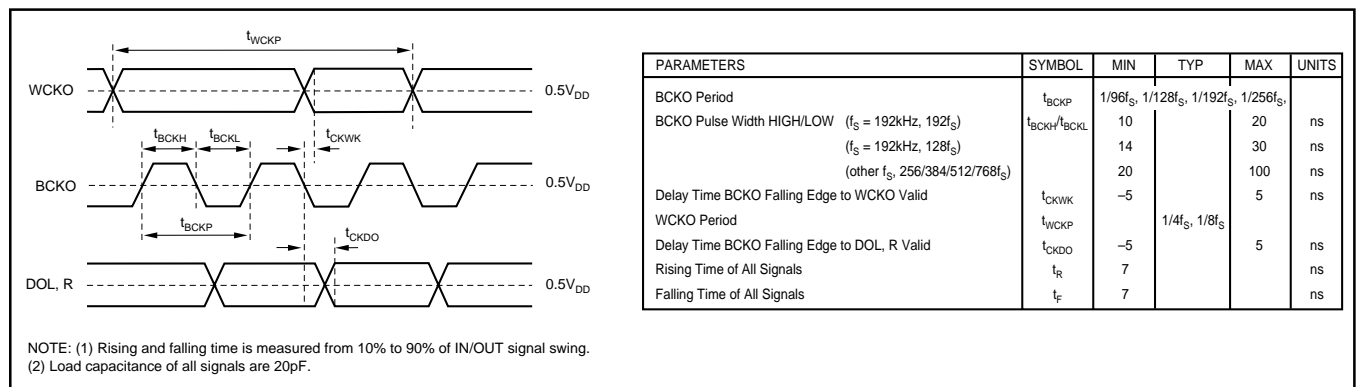 tWCKP
WCKO
0.5VDD
tBCKH
tBCKL
tCKWK
BCKO
0.5VDD
tBCKP
tCKDO
DOL, R
0.5VDD
NOTE: (1) Rising and falling time is measured from 10% to 90% of IN/OUT signal swing.
(2) Load capacitance of all signals are 20pF.
PARAMETERS SYMBOL MIN TYP MAX UNITS
BCKO Period tBCKP 1/96fS, 1/128fS, 1/192fS, 1/256fS,
BCKO Pulse Width HIGH/LOW (fS = 192kHz, 192fS) tBCKH/tBCKL 10 20 ns
(fS = 192kHz, 128fS) 14 30 ns
(other fS, 256/384/512/768fS) 20 100 ns
Delay Time BCKO Falling Edge to WCKO Valid tCKWK –5 5 ns
WCKO Period tWCKP 1/4fS, 1/8fS
Delay Time BCKO Falling Edge to DOL, R Valid tCKDO –5 5 ns
Rising Time of All Signals tR 7 ns
Falling Time of All Signals tF 7 ns